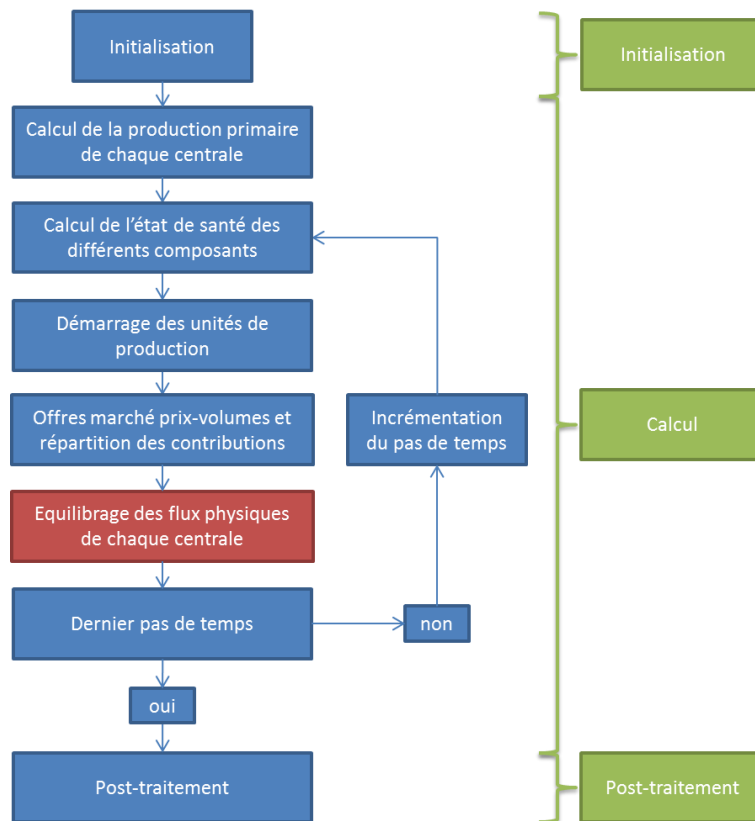 Initialisation
Initialisation
Calcul de la production primaire
de chaque centrale
Calcul de l'état de santé des
différents composants
Démarrage des unités de
production
Offres marché prix-volumes et
répartition des contributions
Incrémentation
du pas de temps
Calcul
Equilibrage des flux physiques
de chaque centrale
Dernier pas de temps
non
oui
Post-traitement
Post-traitement